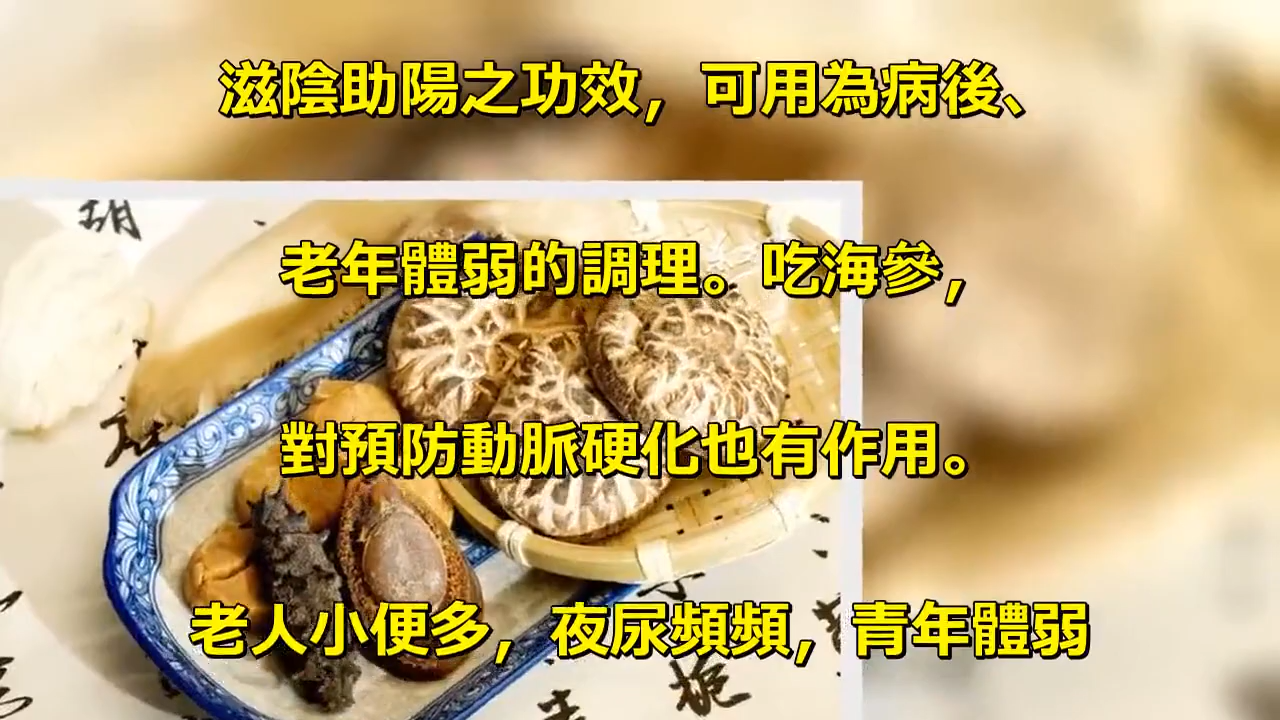 滋陰助陽之功效，可用為病後、
老年體弱的調理。吃海參，
對預防動脈硬化也有作用。
老人小便多，夜尿頻頻，青年體弱